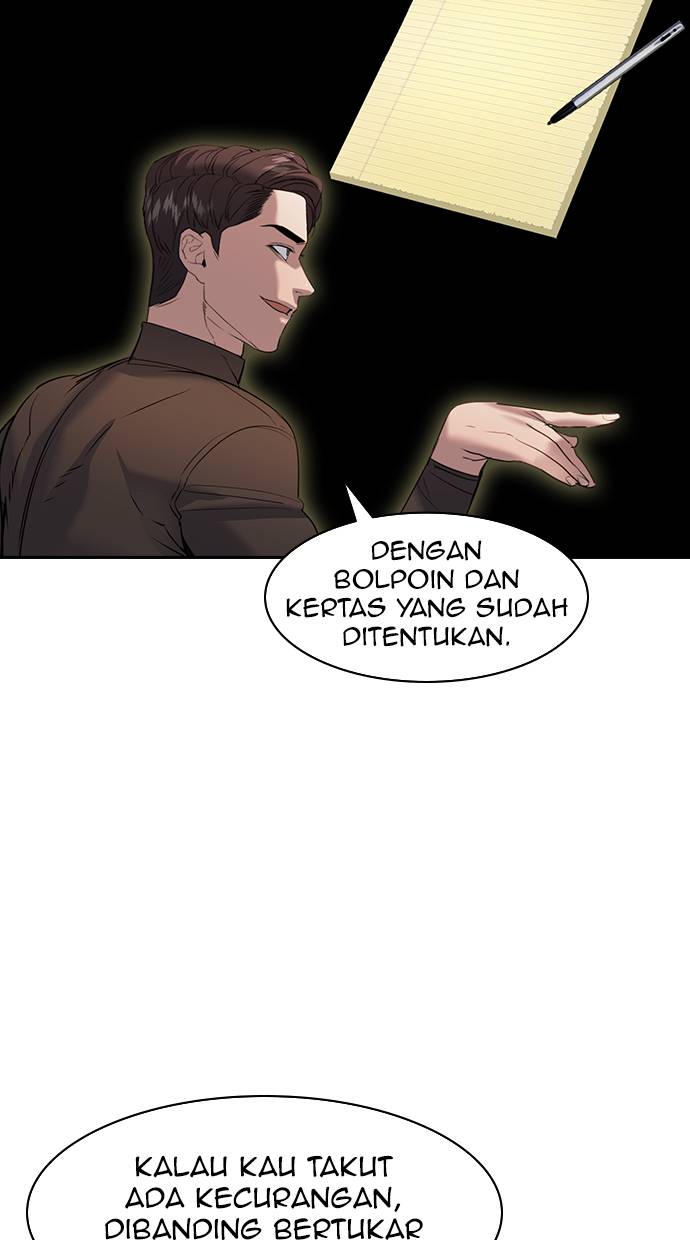 DENGAN
BOLPOIN DAN
KERTAS YANG SUDAH
DITENTUKAN.
KALAU KAU TAKUT
ADA KECURANGAN,
DIBANDING BERTUKAR